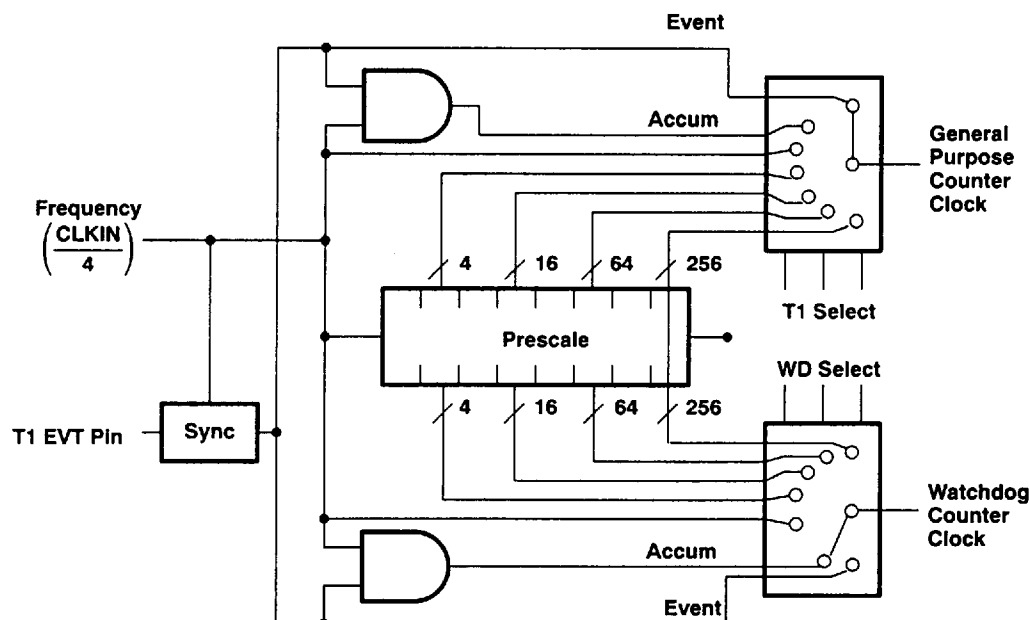 Event
Accum
General
Purpose
Counter
Clock
Frequency
(CLKIN
4)
4
16
64
256
T1 Select
Prescale
WD Select
4
16
64
256
T1 EVT Pin
Sync
Watchdog
Counter
Clock
Accum
Event